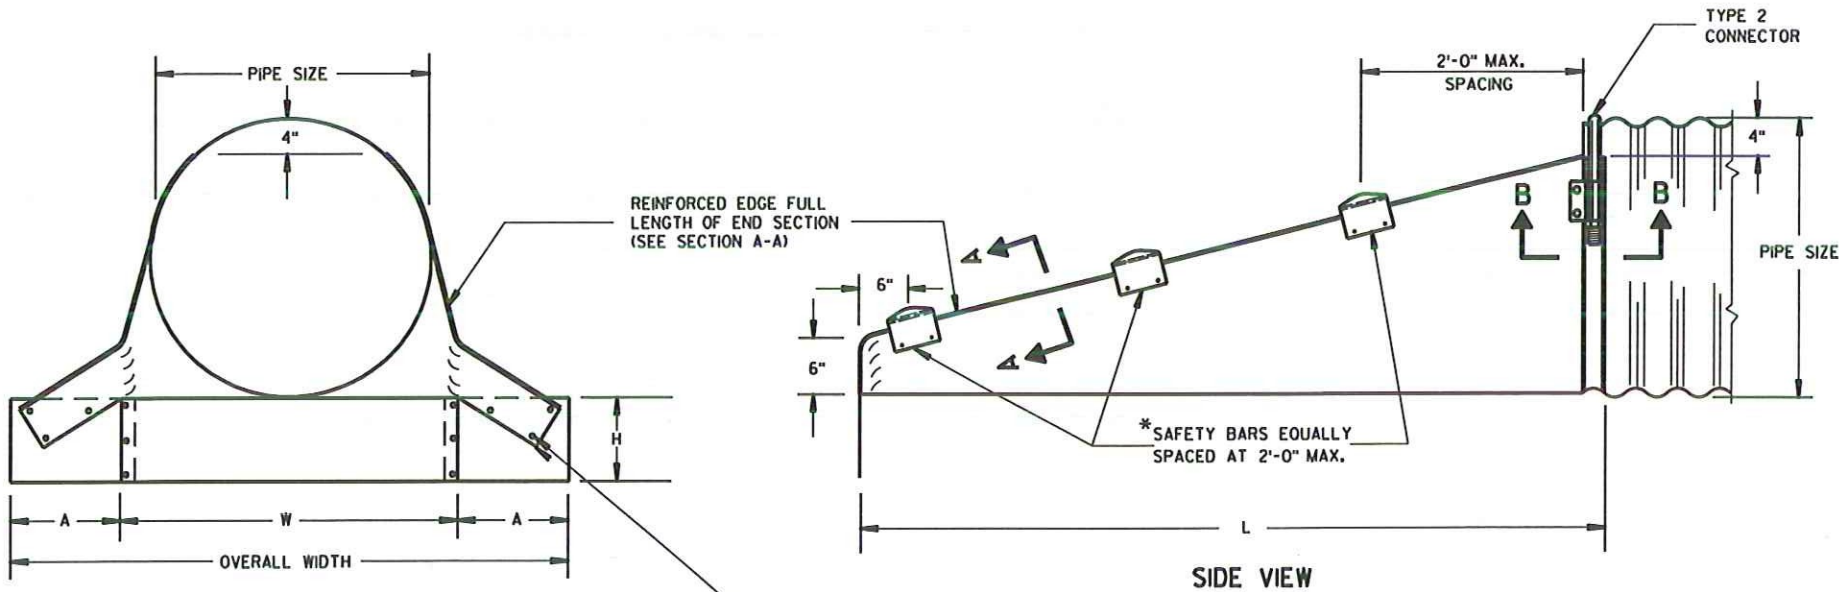 PIPE SIZE
4"
REINFORCED EDGE FULL
LENGTH OF END SECTION
(SEE SECTION A-A)
H
A
W
A
OVERALL WIDTH
TYPE 2
CONNECTOR
2'-0" MAX.
SPACING
4"
B
B
PIPE SIZE
A
6"
A
6"
*SAFETY BARS EQUALLY
SPACED AT 2'-0" MAX.
L
SIDE VIEW